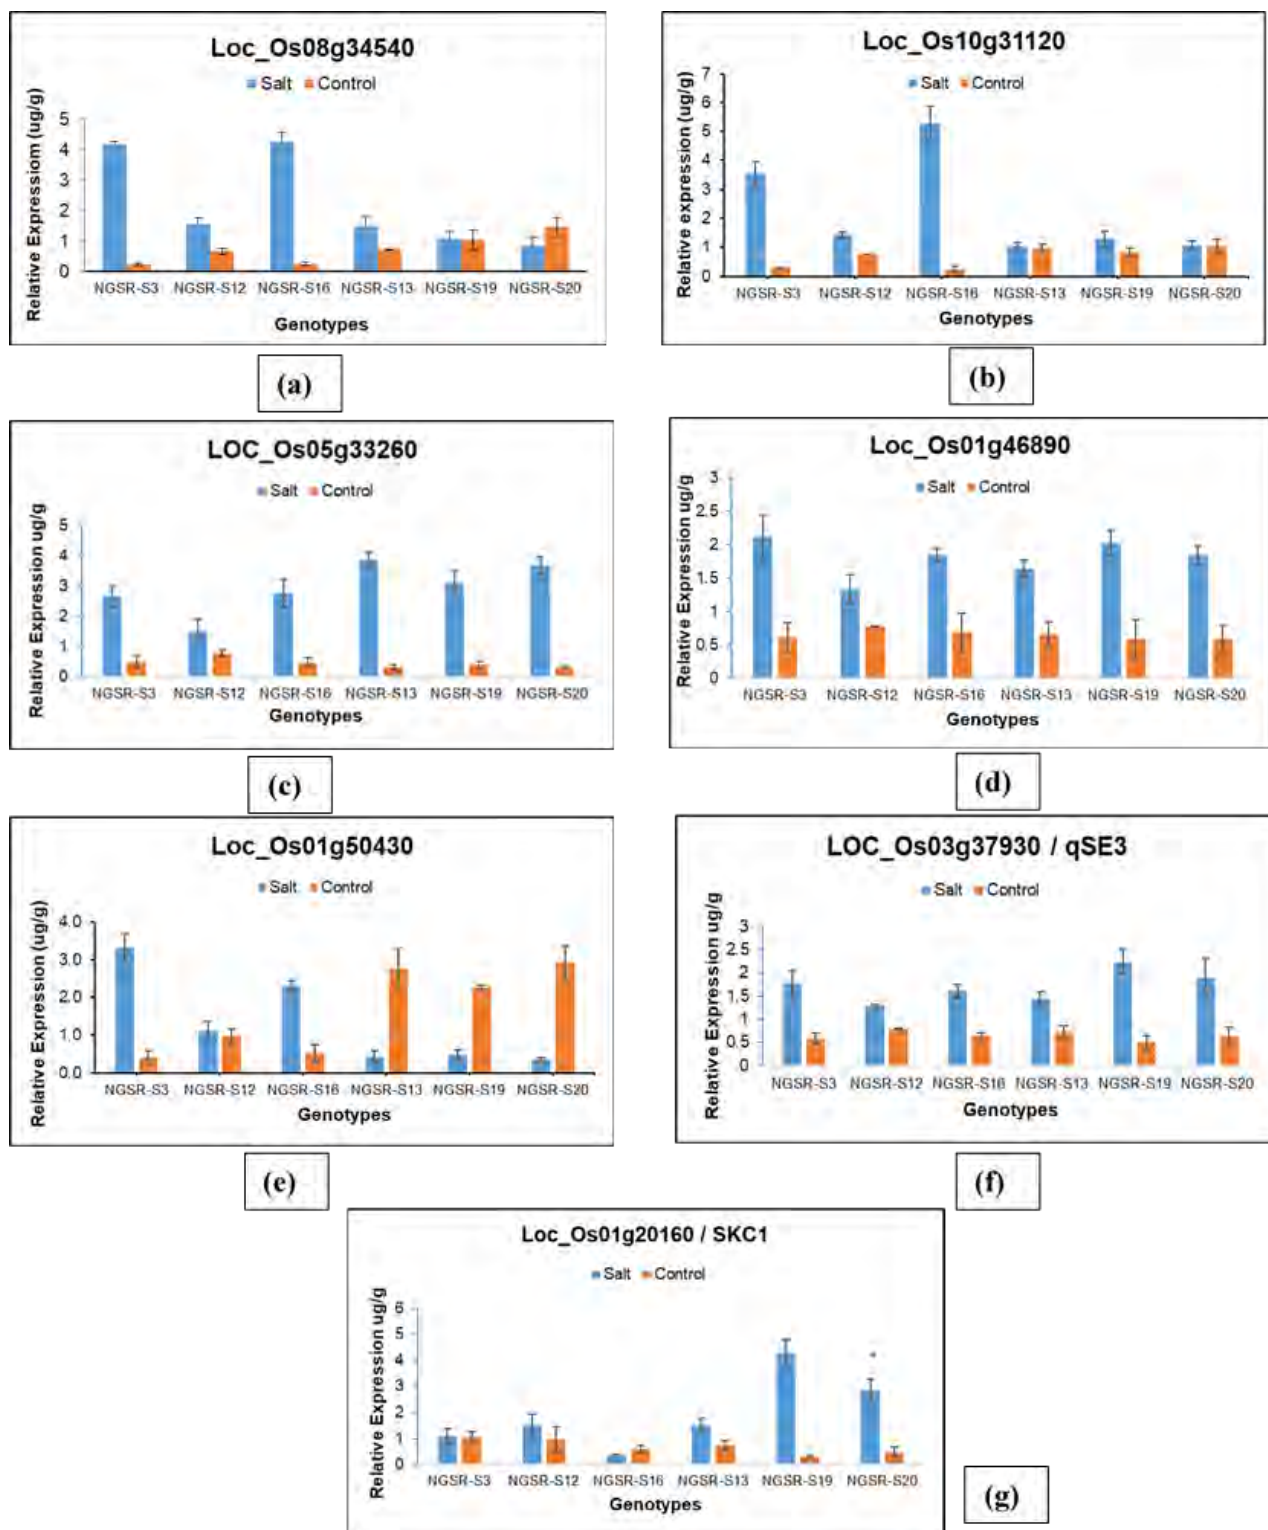 Loc_Os08g34540
Salt Control
Relative Expressiom (ug/g)
5
4
3
2
1
0
NGSR-S3 NGSR-S12 NGSR-S16 NGSR-S13 NGSR-S19 NGSR-S20
Genotypes
(a)
Loc_Os10g31120
Salt Control
Relative expression (ug/g)
7
6
5
4
3
2
1
0
NGSR-S3 NGSR-S12 NGSR-S16 NGSR-S13 NGSR-S19 NGSR-S20
Genotypes
(b)
LOC_Os05g33260
Salt Control
Relative Expression ug/g
5
4
3
2
1
0
NGSR-S3 NGSR-S12 NGSR-S16 NGSR-S13 NGSR-S19 NGSR-S20
Genotypes
(c)
Loc_Os01g46890
Salt Control
Relative Expression ug/g
3
2.5
2
1.5
1
0.5
0
NGSR-S3 NGSR-S12 NGSR-S16 NGSR-S13 NGSR-S19 NGSR-S20
Genotypes
(d)
Loc_Os01g50430
Salt Control
Relative Expression (ug/g)
4.0
3.0
2.0
1.0
0.0
NGSR-S3 NGSR-S12 NGSR-S16 NGSR-S13 NGSR-S19 NGSR-S20
Genotypes
(e)
LOC_Os03g37930 / qSE3
Salt Control
Relative Expression ug/g
3
2.5
2
1.5
1
0.5
0
NGSR-S3 NGSR-S12 NGSR-S16 NGSR-S13 NGSR-S19 NGSR-S20
Genotypes
(f)
Loc_Os01g20160 / SKC1
Salt Control
Relative Expression ug/g
6
5
4
3
2
1
0
NGSR-S3 NGSR-S12 NGSR-S16 NGSR-S13 NGSR-S19 NGSR-S20
Genotypes
(g)